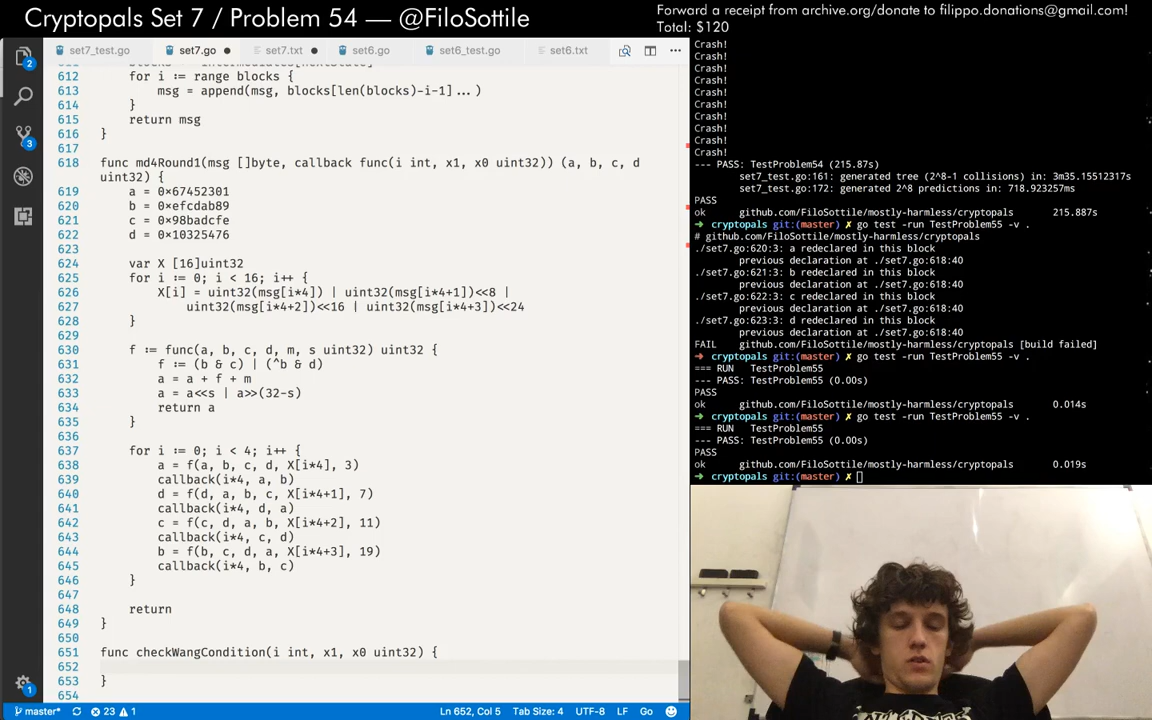 Cryptopals Set 7 / Problem 54 — @FiloSottile
Forward a receipt from archive.org/donate to filippo.donations@gmail.com!
Total: $120
set7_test.go
set7.go
set7.txt
set6.go
set6_test.go
set6.txt
612 for i := range blocks {
613 msg = append(msg, blocks[len(blocks)-i-1]...)
614 }
615 return msg
616 }
617
618 func md4Round1(msg []byte, callback func(i int, x1, x0 uint32)) (a, b, c, d
uint32) {
619 a = 0x67452301
620 b = 0xefcdab89
621 c = 0x98badcfe
622 d = 0x10325476
623
624 var X [16]uint32
625 for i := 0; i < 16; i++ {
626 X[i] = uint32(msg[i*4]) | uint32(msg[i*4+1])<<8 |
627 uint32(msg[i*4+2])<<16 | uint32(msg[i*4+3])<<24
628 }
629
630 f := func(a, b, c, d, m, s uint32) uint32 {
631 f := (b & c) | (^b & d)
632 a = a + f + m
633 a = a<<s | a>>(32-s)
634 return a
635 }
636
637 for i := 0; i < 4; i++ {
638 a = f(a, b, c, d, X[i*4], 3)
639 callback(i*4, a, b)
640 d = f(d, a, b, c, X[i*4+1], 7)
641 callback(i*4, d, a)
642 c = f(c, d, a, b, X[i*4+2], 11)
643 callback(i*4, c, d)
644 b = f(b, c, d, a, X[i*4+3], 19)
645 callback(i*4, b, c)
646 }
647
648 return
649 }
650
651 func checkWangCondition(i int, x1, x0 uint32) {
652
653 }
654
Crash!
Crash!
Crash!
Crash!
Crash!
Crash!
Crash!
Crash!
Crash!
Crash!
--- PASS: TestProblem54 (215.87s)
set7_test.go:161: generated tree (2^8-1 collisions) in: 3m35.15512317s
set7_test.go:172: generated 2^8 predictions in: 718.923257ms
PASS
ok github.com/FiloSottile/mostly-harmless/cryptopals 215.887s
➜ cryptopals git:(master) ✗ go test -run TestProblem55 -v .
# github.com/FiloSottile/mostly-harmless/cryptopals
./set7.go:620:3: a redeclared in this block
previous declaration at ./set7.go:618:40
./set7.go:621:3: b redeclared in this block
previous declaration at ./set7.go:618:40
./set7.go:622:3: c redeclared in this block
previous declaration at ./set7.go:618:40
./set7.go:623:3: d redeclared in this block
previous declaration at ./set7.go:618:40
FAIL github.com/FiloSottile/mostly-harmless/cryptopals [build failed]
➜ cryptopals git:(master) ✗ go test -run TestProblem55 -v .
=== RUN TestProblem55
--- PASS: TestProblem55 (0.00s)
PASS
ok github.com/FiloSottile/mostly-harmless/cryptopals 0.014s
➜ cryptopals git:(master) ✗ go test -run TestProblem55 -v .
=== RUN TestProblem55
--- PASS: TestProblem55 (0.00s)
PASS
ok github.com/FiloSottile/mostly-harmless/cryptopals 0.019s
➜ cryptopals git:(master) ✗
2
3
1
master* 23 1
Ln 652, Col 5 Tab Size: 4 UTF-8 LF Go